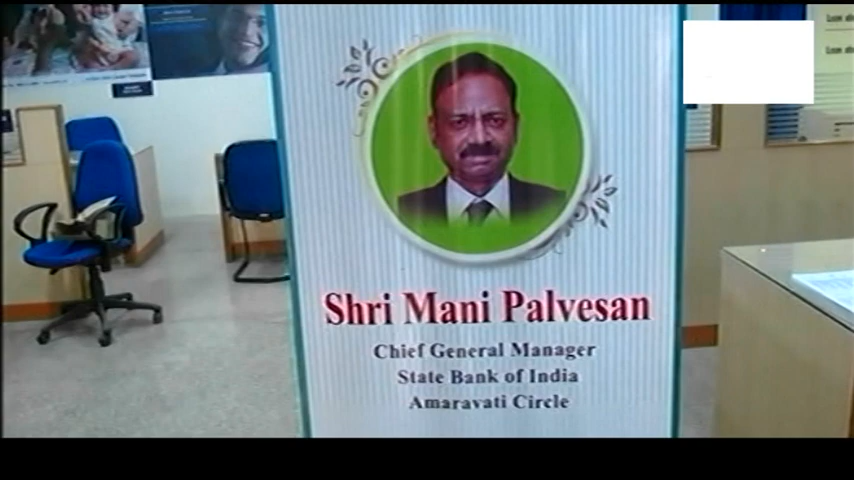 Shri Mani Palvesan
Chief General Manager
State Bank of India
Amaravati Circle